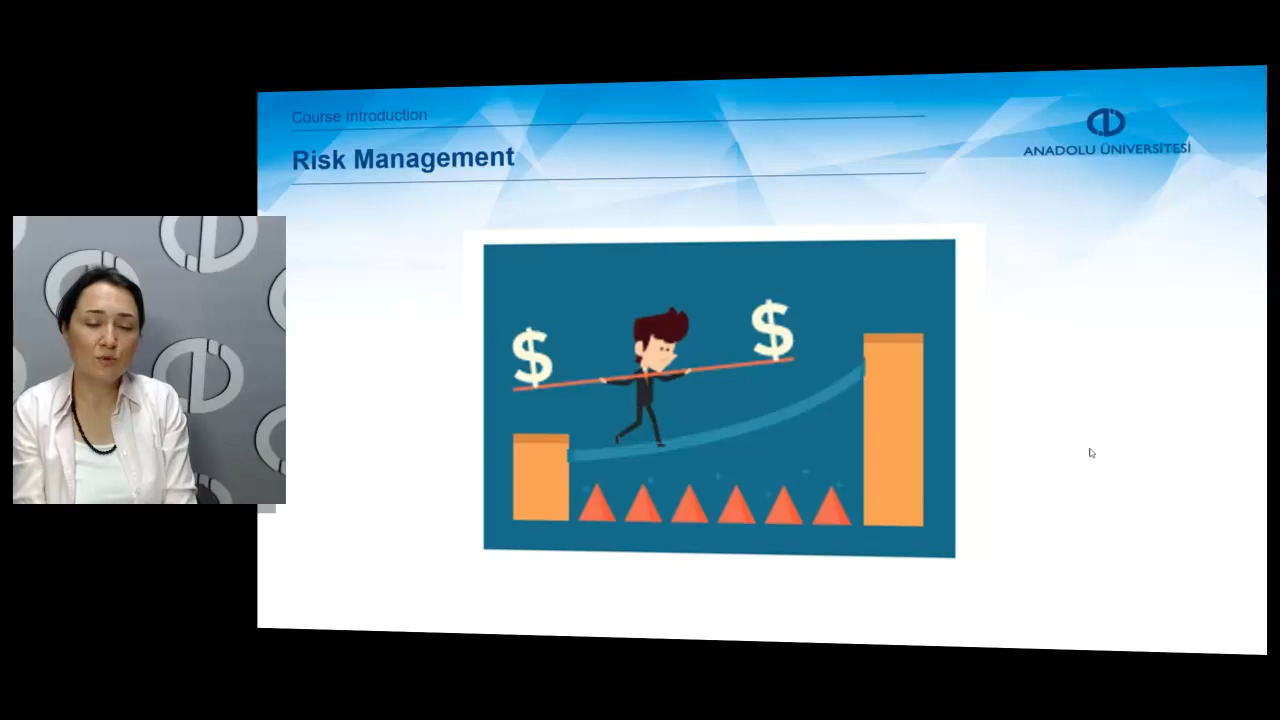 Course Introduction
Risk Management
ANADOLU ÜNİVERSİTESİ
$
$